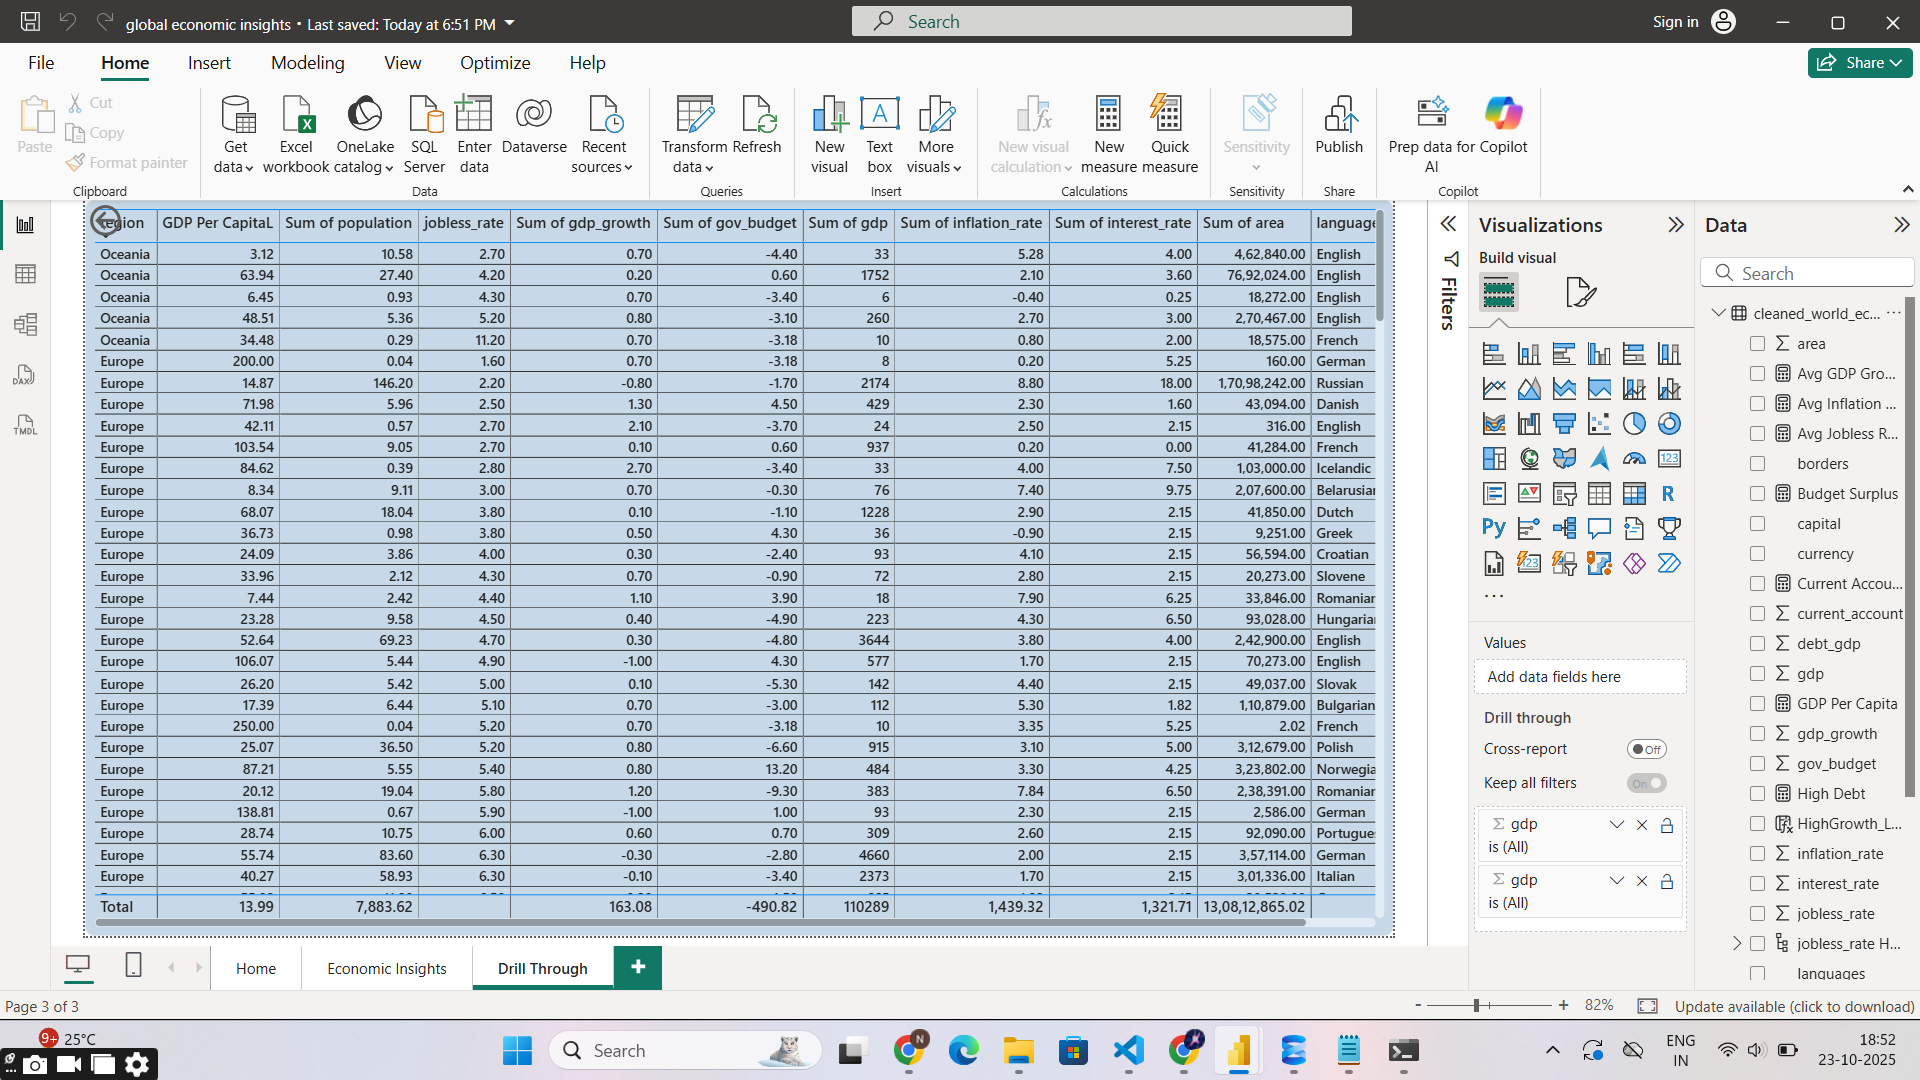 global economic insights • Last saved: Today at 6:51 PM
Search
Sign in
File Home Insert Modeling View Optimize Help
Share
Paste
Cut
Copy
Format painter
Clipboard
Get data
Excel workbook
OneLake catalog
SQL Server
Enter data
Dataverse
Recent sources
Data
Transform data
Refresh
Queries
New visual
Text box
More visuals
Insert
New visual calculation
New measure
Quick measure
Calculations
Sensitivity
Sensitivity
Publish
Share
Prep data for AI
Copilot
Copilot
region GDP Per CapitaL Sum of population jobless_rate Sum of gdp_growth Sum of gov_budget Sum of gdp Sum of inflation_rate Sum of interest_rate Sum of area language
Oceania 3.12 10.58 2.70 0.70 -4.40 33 5.28 4.00 4,62,840.00 English
Oceania 63.94 27.40 4.20 0.20 0.60 1752 2.10 3.60 76,92,024.00 English
Oceania 6.45 0.93 4.30 0.70 -3.40 6 -0.40 0.25 18,272.00 English
Oceania 48.51 5.36 5.20 0.80 -3.10 260 2.70 3.00 2,70,467.00 English
Oceania 34.48 0.29 11.20 0.70 -3.18 10 0.80 2.00 18,575.00 French
Europe 200.00 0.04 1.60 0.70 -3.18 8 0.20 5.25 160.00 German
Europe 14.87 146.20 2.20 -0.80 -1.70 2174 8.80 18.00 1,70,98,242.00 Russian
Europe 71.98 5.96 2.50 1.30 4.50 429 2.30 1.60 43,094.00 Danish
Europe 42.11 0.57 2.70 2.10 -3.70 24 2.50 2.15 316.00 English
Europe 103.54 9.05 2.70 0.10 0.60 937 0.20 0.00 41,284.00 French
Europe 84.62 0.39 2.80 2.70 -3.40 33 4.00 7.50 1,03,000.00 Icelandic
Europe 8.34 9.11 3.00 0.70 -0.30 76 7.40 9.75 2,07,600.00 Belarusian
Europe 68.07 18.04 3.80 0.10 -1.10 1228 2.90 2.15 41,850.00 Dutch
Europe 36.73 0.98 3.80 0.50 4.30 36 -0.90 2.15 9,251.00 Greek
Europe 24.09 3.86 4.00 0.30 -2.40 93 4.10 2.15 56,594.00 Croatian
Europe 33.96 2.12 4.30 0.70 -0.90 72 2.80 2.15 20,273.00 Slovene
Europe 7.44 2.42 4.40 1.10 3.90 18 7.90 6.25 33,846.00 Romanian
Europe 23.28 9.58 4.50 0.40 -4.90 223 4.30 6.50 93,028.00 Hungaria
Europe 52.64 69.23 4.70 0.30 -4.80 3644 3.80 4.00 2,42,900.00 English
Europe 106.07 5.44 4.90 -1.00 4.30 577 1.70 2.15 70,273.00 English
Europe 26.20 5.42 5.00 0.10 -5.30 142 4.40 2.15 49,037.00 Slovak
Europe 17.39 6.44 5.10 0.70 -3.00 112 5.30 1.82 1,10,879.00 Bulgarian
Europe 250.00 0.04 5.20 0.70 -3.18 10 3.35 5.25 2.02 French
Europe 25.07 36.50 5.20 0.80 -6.60 915 3.10 5.00 3,12,679.00 Polish
Europe 87.21 5.55 5.40 0.80 13.20 484 3.30 4.25 3,23,802.00 Norwegia
Europe 20.12 19.04 5.80 1.20 -9.30 383 7.84 6.50 2,38,391.00 Romanian
Europe 138.81 0.67 5.90 -1.00 1.00 93 2.30 2.15 2,586.00 German
Europe 28.74 10.75 6.00 0.60 0.70 309 2.60 2.15 92,090.00 Portugue
Europe 55.74 83.60 6.30 -0.30 -2.80 4660 2.00 2.15 3,57,114.00 German
Europe 40.27 58.93 6.30 -0.10 -3.40 2373 1.70 2.15 3,01,336.00 Italian
Total 13.99 7,883.62 163.08 -490.82 110289 1,439.32 1,321.71 13,08,12,865.02
Filters
Visualizations
Build visual
123
R
Py
123
...
Values
Add data fields here
Drill through
Cross-report Off
Keep all filters On
gdp
is (All)
gdp
is (All)
Data
Search
cleaned_world_ec... ...
area
Avg GDP Gro...
Avg Inflation ...
Avg Jobless R...
borders
Budget Surplus
capital
currency
Current Accou...
current_account
debt_gdp
gdp
GDP Per Capita
gdp_growth
gov_budget
High Debt
HighGrowth_L...
inflation_rate
interest_rate
jobless_rate
jobless_rate H...
languages
DAX
TMDL
Home
Economic Insights
Drill Through
+
Page 3 of 3
- + 82%
Update available (click to download)
9+ 25°C
Search
N
ENG
IN
18:52
23-10-2025